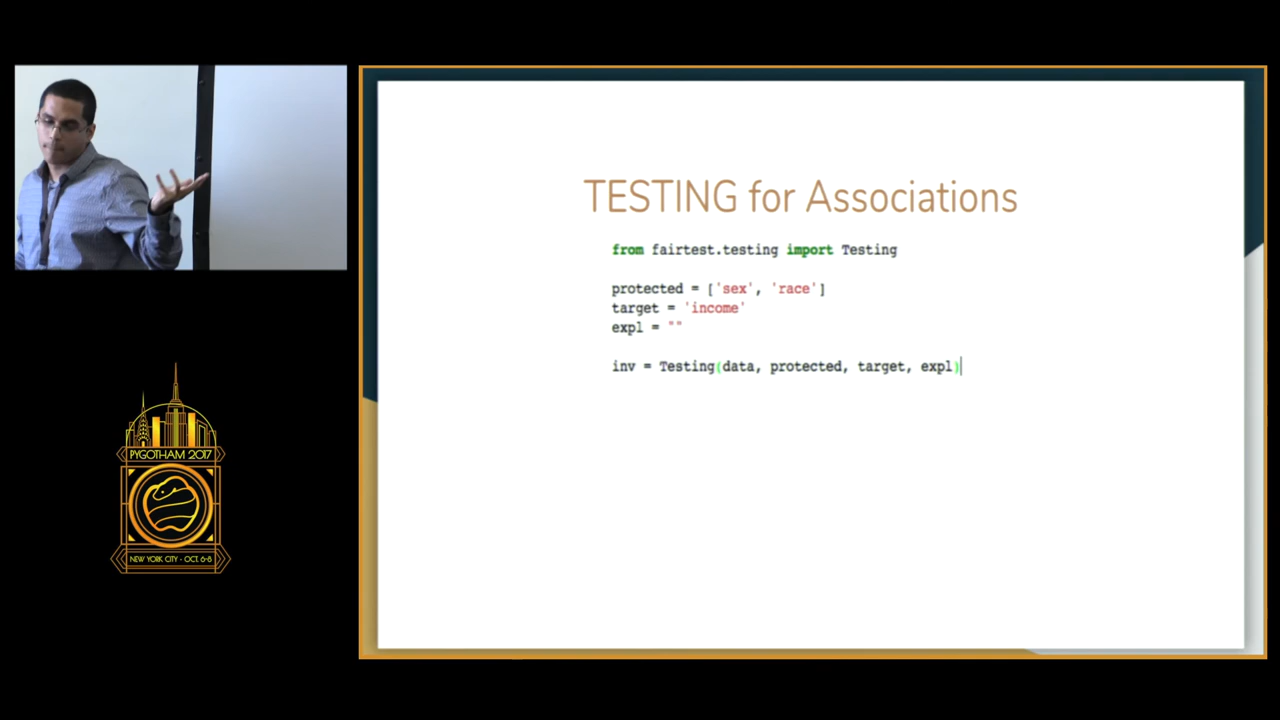 TESTING for Associations
from fairtest.testing import Testing
protected = ['sex', 'race']
target = 'income'
expl = ""
inv = Testing(data, protected, target, expl)
PYGOTHAM 2017
NEW YORK CITY - OCT. 6-8